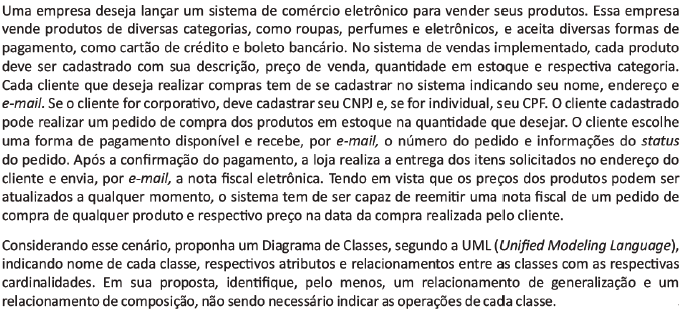 Uma empresa deseja lançar um sistema de comércio eletrônico para vender seus produtos. Essa empresa
vende produtos de diversas categorias, como roupas, perfumes e eletrônicos, e aceita diversas formas de
pagamento, como cartão de crédito e boleto bancário. No sistema de vendas implementado, cada produto
deve ser cadastrado com sua descrição, preço de venda, quantidade em estoque e respectiva categoria.
Cada cliente que deseja realizar compras tem de se cadastrar no sistema indicando seu nome, endereço e
e-mail. Se o cliente for corporativo, deve cadastrar seu CNPJ e, se for individual, seu CPF. O cliente cadastrado
pode realizar um pedido de compra dos produtos em estoque na quantidade que desejar. O cliente escolhe
uma forma de pagamento disponível e recebe, por e-mail, o número do pedido e informações do status
do pedido. Após a confirmação do pagamento, a loja realiza a entrega dos itens solicitados no endereço do
cliente e envia, por e-mail, a nota fiscal eletrônica. Tendo em vista que os preços dos produtos podem ser
atualizados a qualquer momento, o sistema tem de ser capaz de reemitir uma nota fiscal de um pedido de
compra de qualquer produto e respectivo preço na data da compra realizada pelo cliente.
Considerando esse cenário, proponha um Diagrama de Classes, segundo a UML (Unified Modeling Language),
indicando nome de cada classe, respectivos atributos e relacionamentos entre as classes com as respectivas
cardinalidades. Em sua proposta, identifique, pelo menos, um relacionamento de generalização e um
relacionamento de composição, não sendo necessário indicar as operações de cada classe.